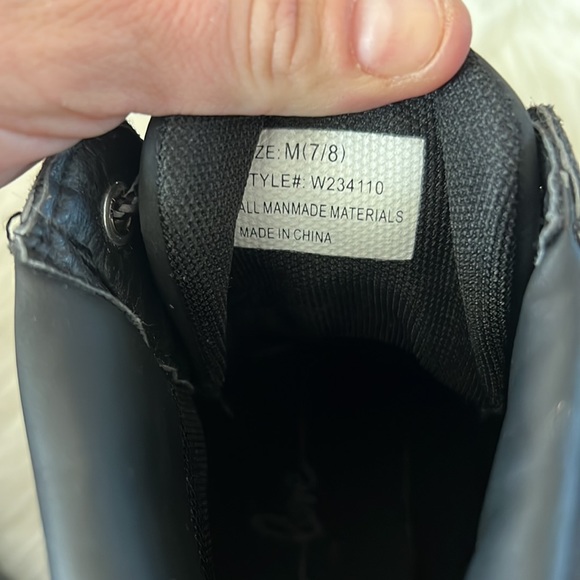 ZE: M(7/8)
TYLE#: W234110
ALL MANMADE MATERIALS
MADE IN CHINA